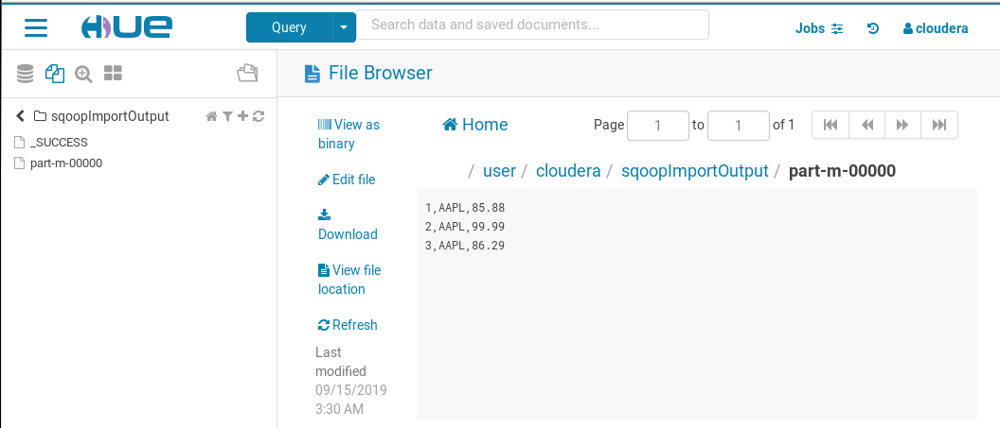 HUE
Query
Search data and saved documents...
Jobs
cloudera
File Browser
sqoopImportOutput
_SUCCESS
part-m-00000
View as
binary
Edit file
Download
View file
location
Refresh
Last
modified
09/15/2019
3:30 AM
Home
Page 1 to 1 of 1
/ user / cloudera / sqoopImportOutput / part-m-00000
1,AAPL,85.88
2,AAPL,99.99
3,AAPL,86.29